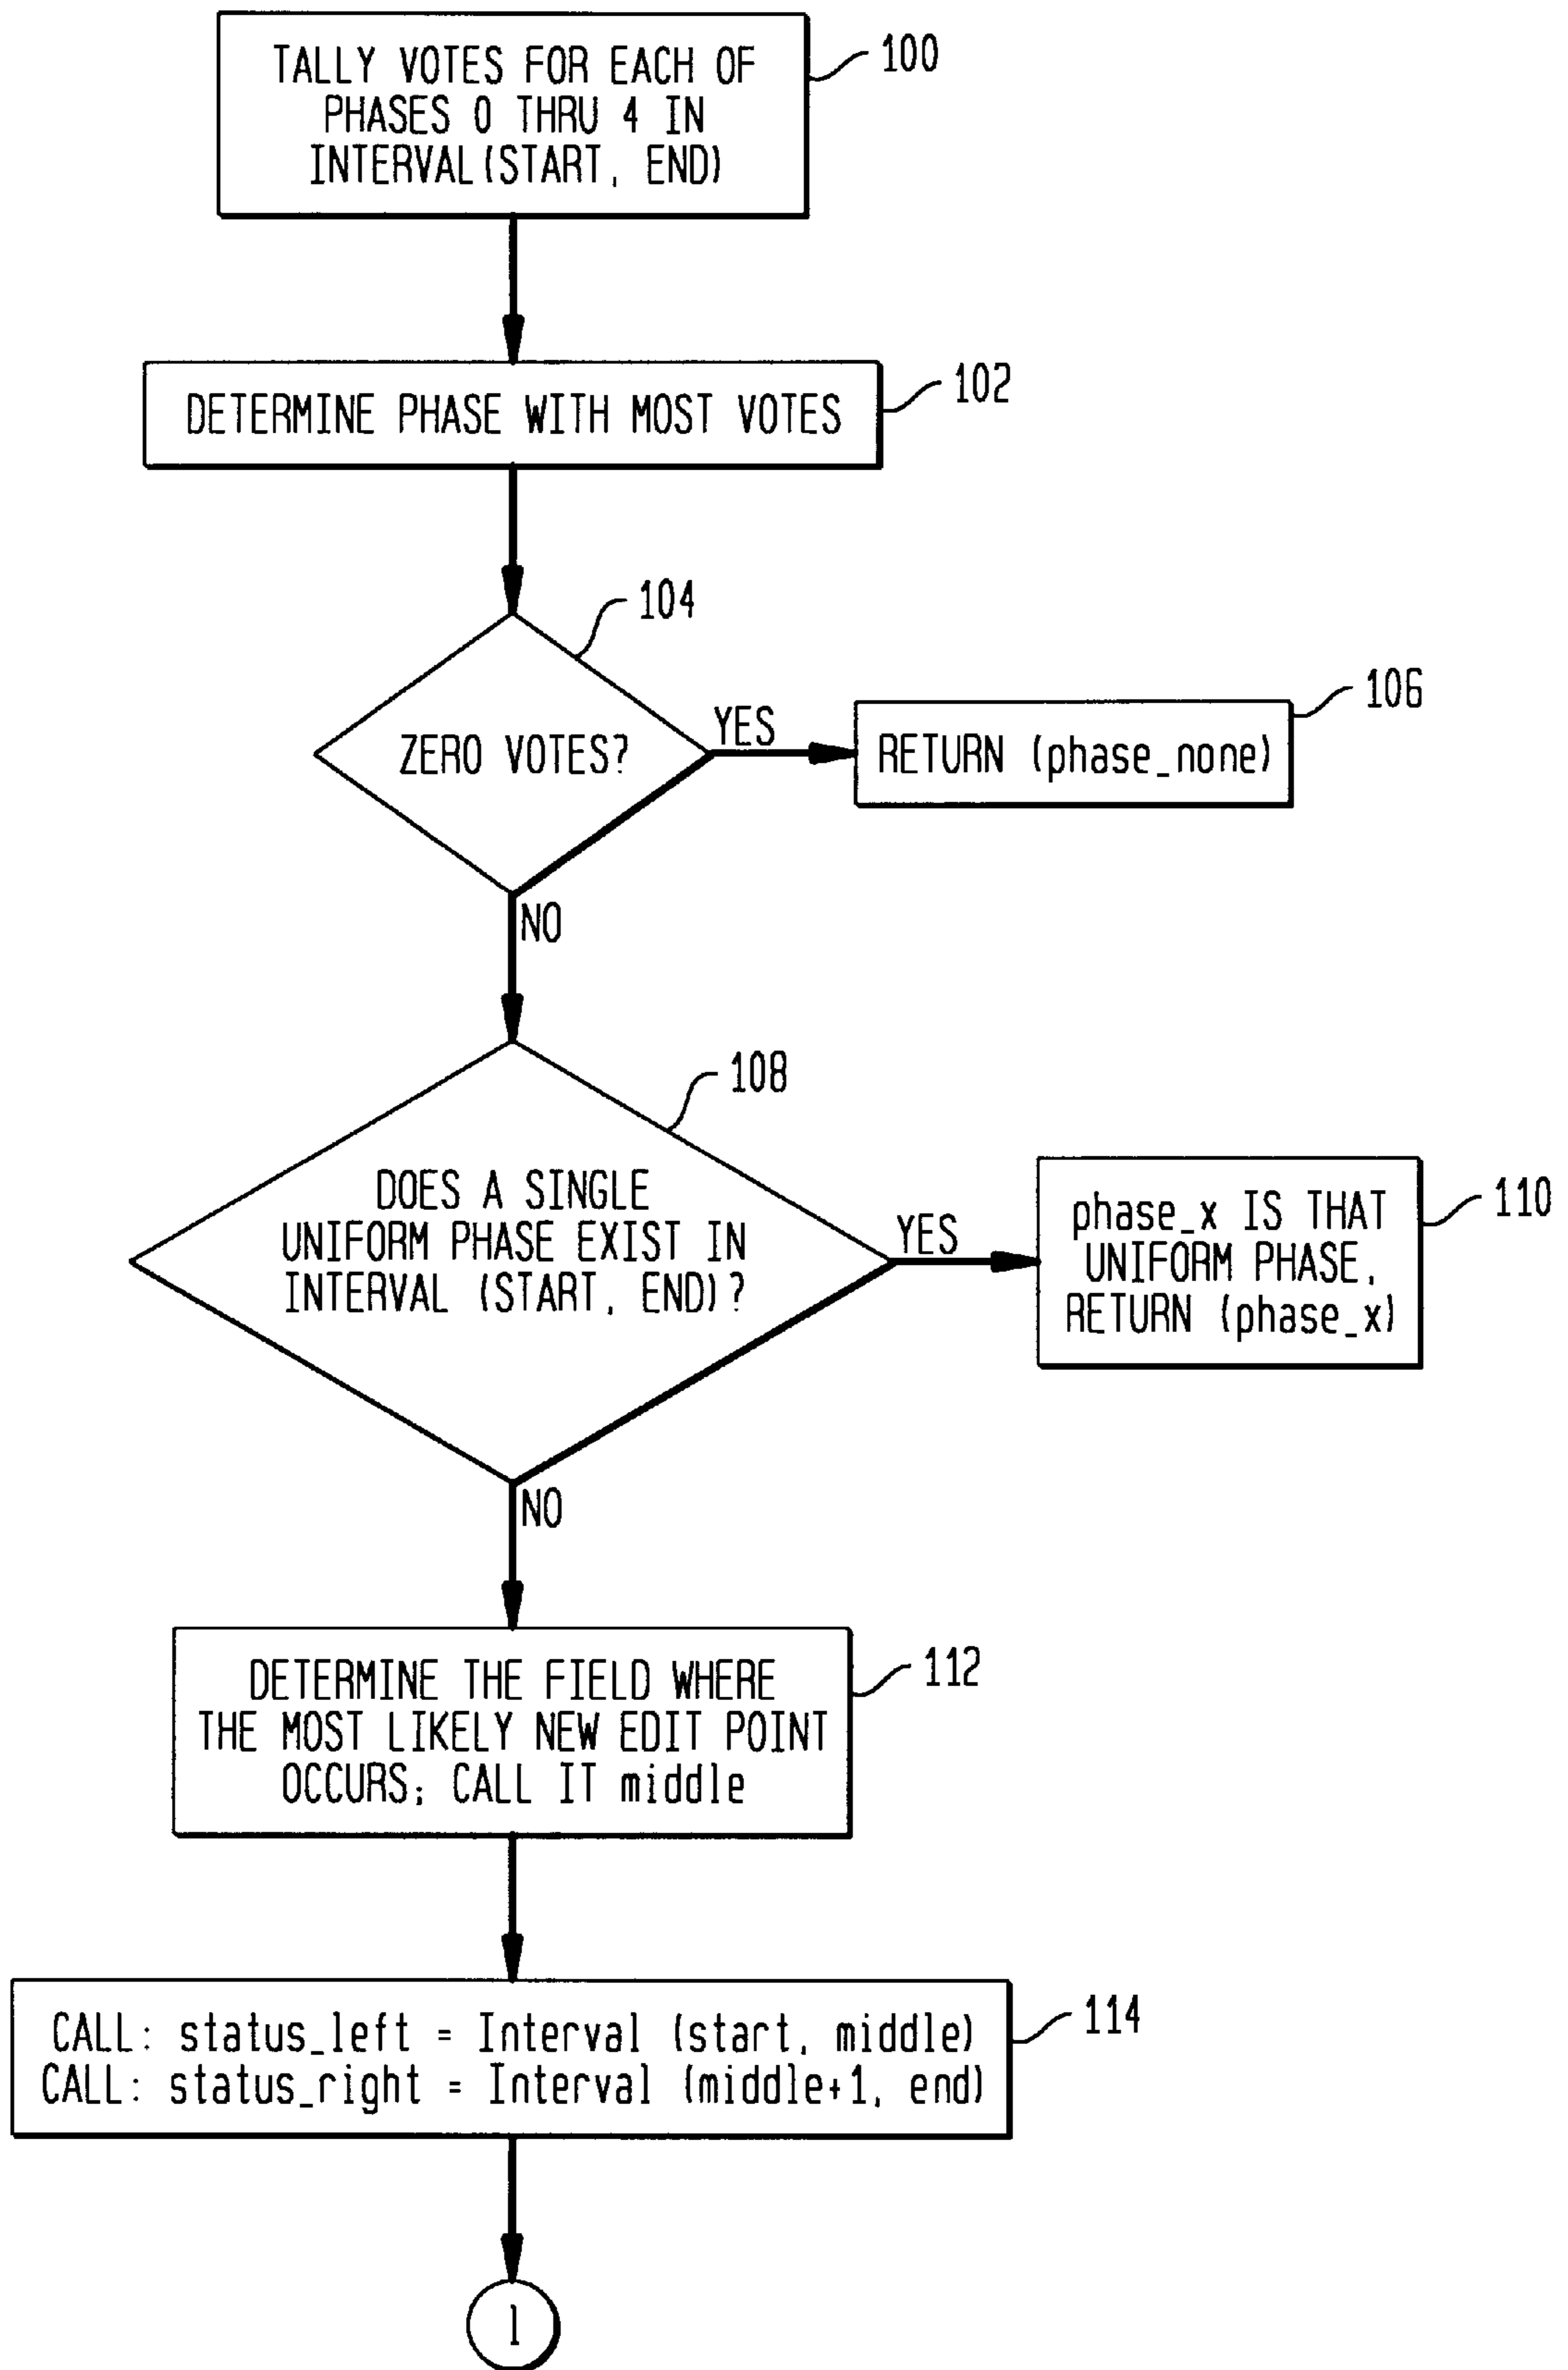 TALLY VOTES FOR EACH OF
PHASES 0 THRU 4 IN
INTERVAL(START, END)
100
DETERMINE PHASE WITH MOST VOTES
102
104
ZERO VOTES?
YES
RETURN (phase_none)
106
NO
108
DOES A SINGLE
UNIFORM PHASE EXIST IN
INTERVAL (START, END)?
YES
phase_x IS THAT
UNIFORM PHASE,
RETURN (phase_x)
110
NO
DETERMINE THE FIELD WHERE
THE MOST LIKELY NEW EDIT POINT
OCCURS; CALL IT middle
112
CALL: status_left = Interval (start, middle)
CALL: status_right = Interval (middle+1, end)
114
1